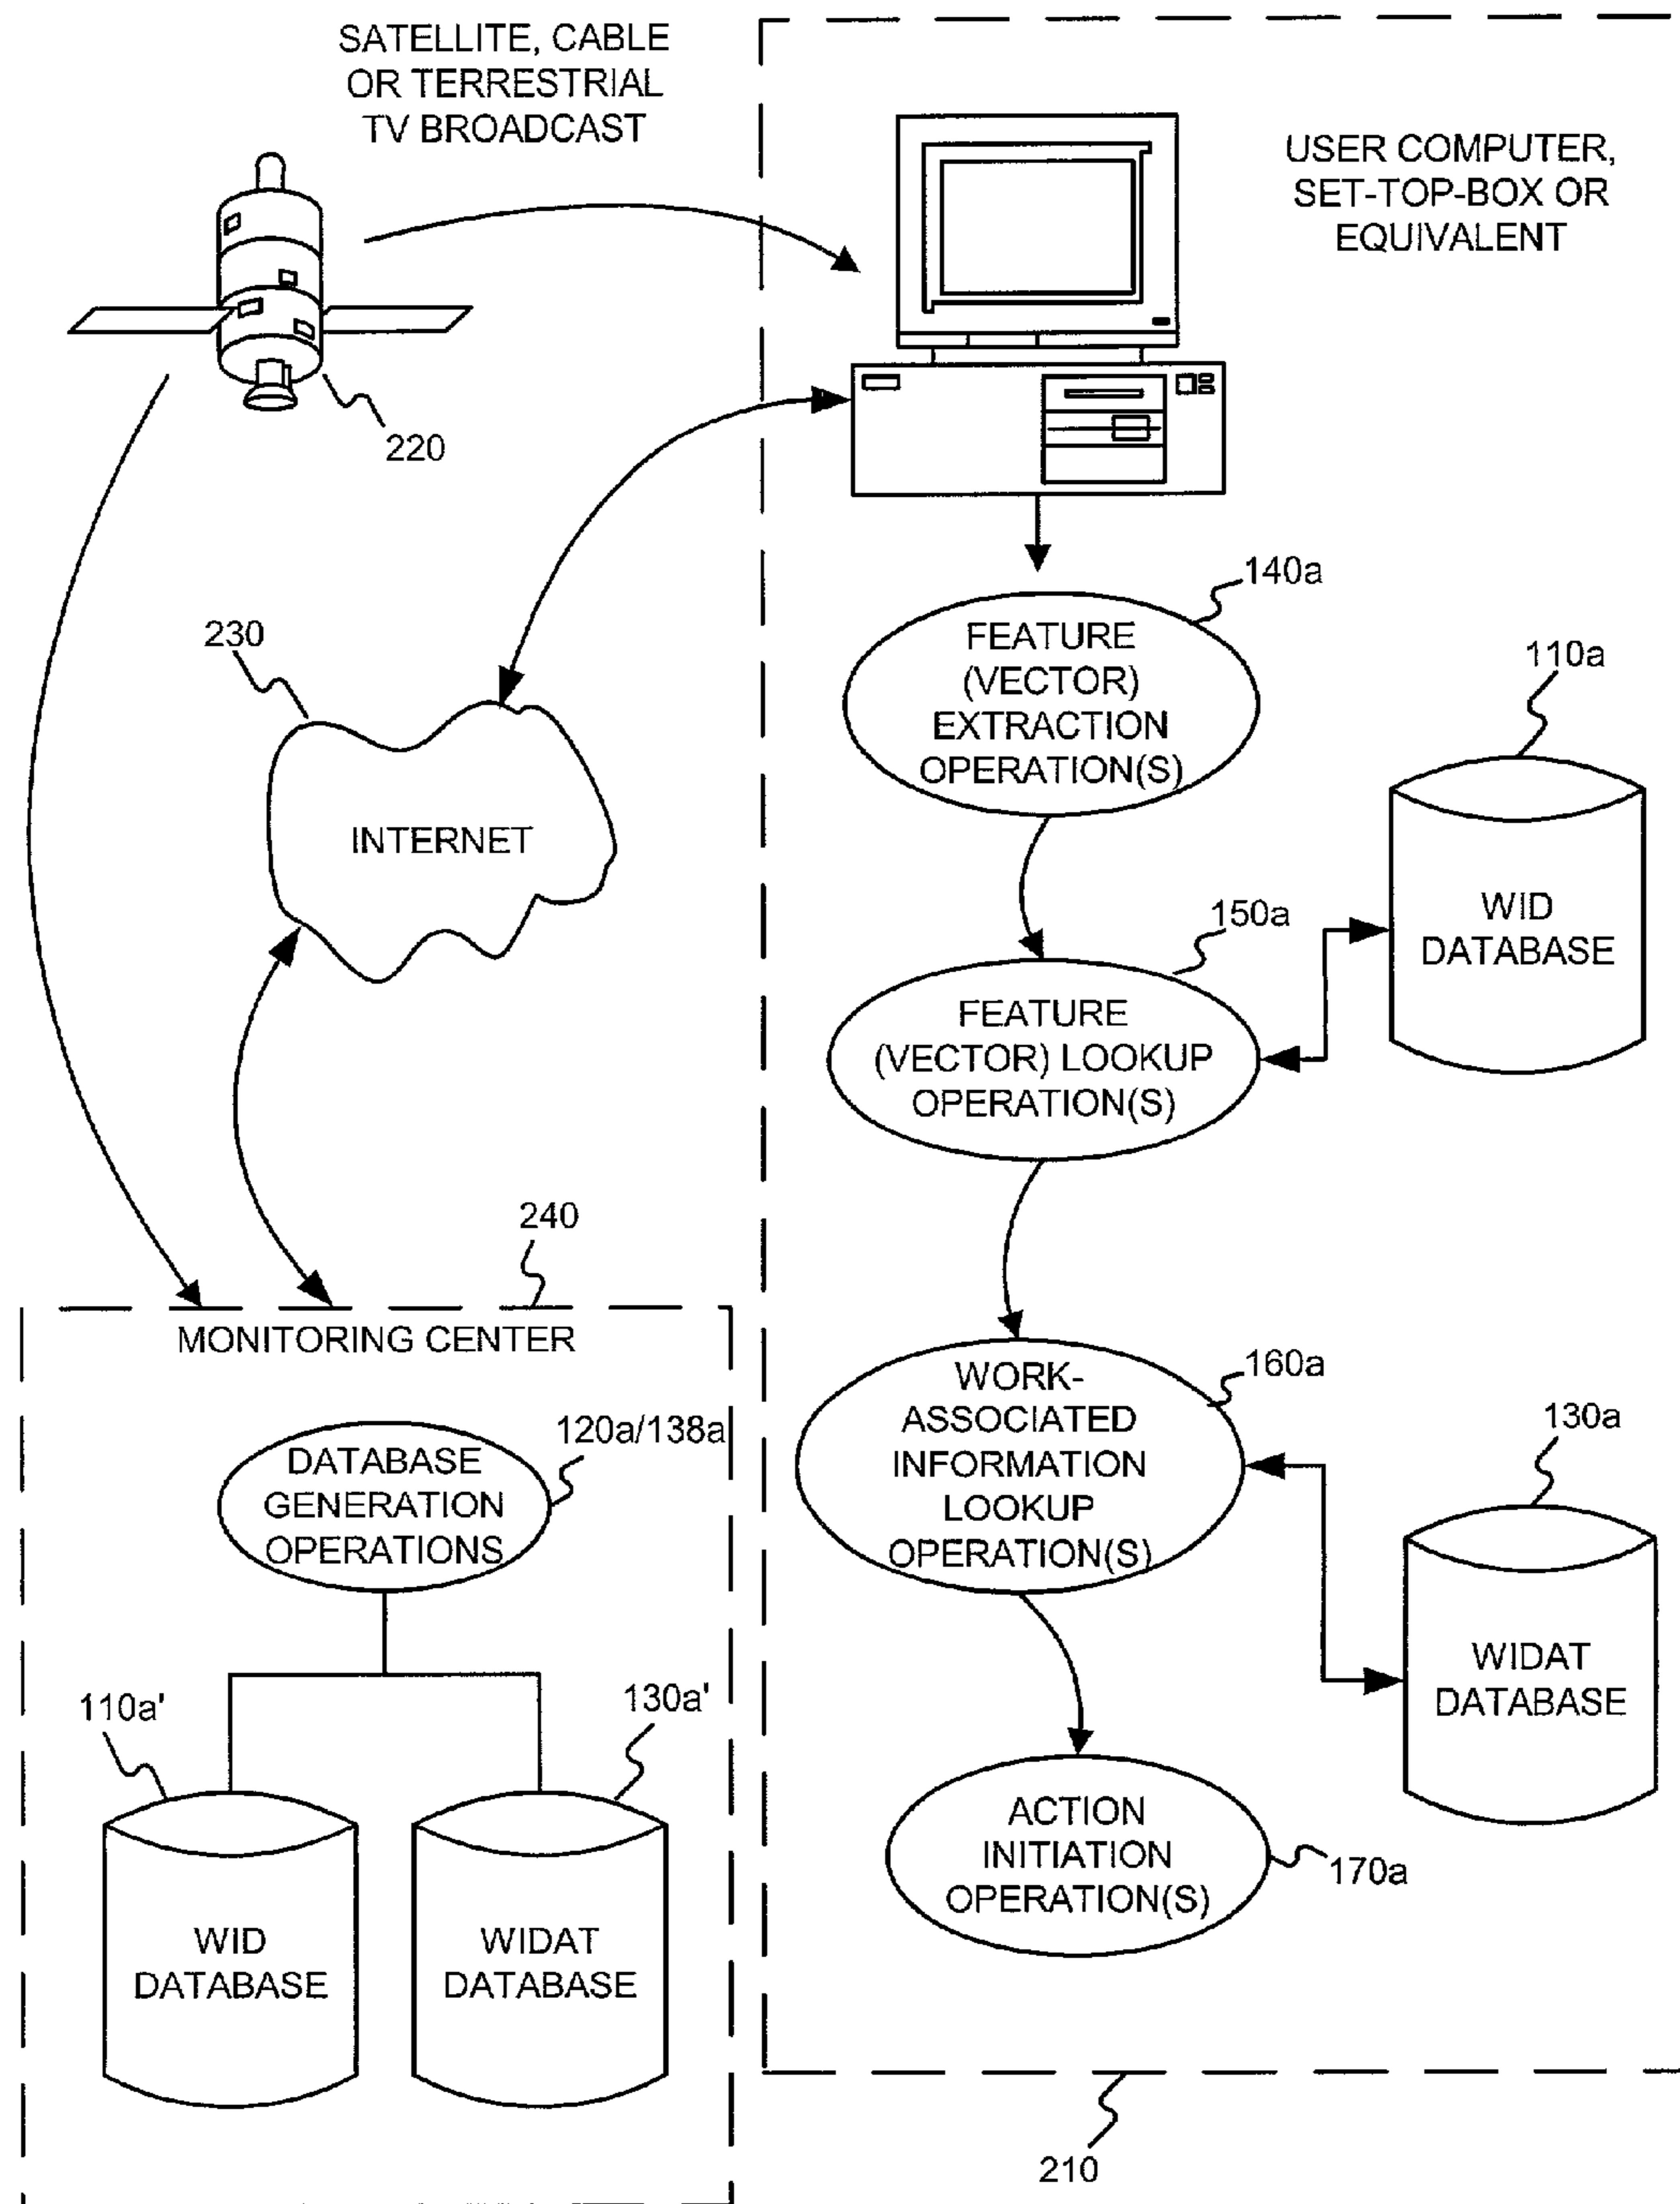 SATELLITE, CABLE
OR TERRESTRIAL
TV BROADCAST
USER COMPUTER,
SET-TOP-BOX OR
EQUIVALENT
220
140a
FEATURE
(VECTOR)
EXTRACTION
OPERATION(S)
230
110a
INTERNET
WID
DATABASE
150a
FEATURE
(VECTOR) LOOKUP
OPERATION(S)
240
MONITORING CENTER
160a
WORK-
ASSOCIATED
INFORMATION
LOOKUP
OPERATION(S)
130a
120a/138a
DATABASE
GENERATION
OPERATIONS
WIDAT
DATABASE
110a'
130a'
ACTION
INITIATION
OPERATION(S)
170a
WID
DATABASE
WIDAT
DATABASE
210